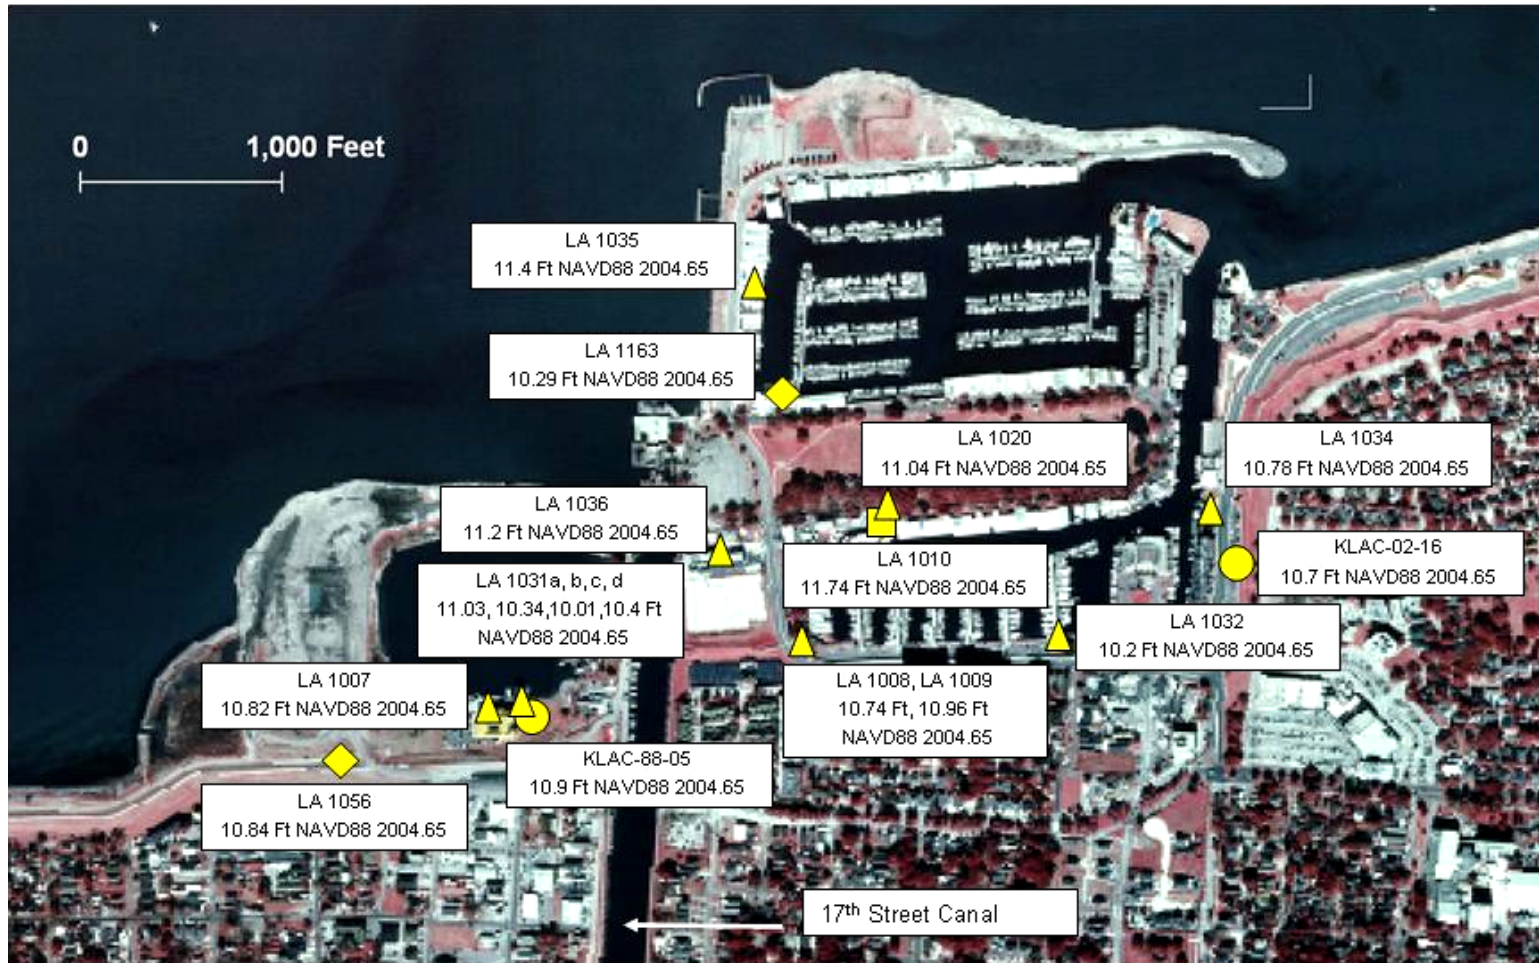 0 1,000 Feet
LA 1035
11.4 Ft NAVD88 2004.65
LA 1163
10.29 Ft NAVD88 2004.65
LA 1020
11.04 Ft NAVD88 2004.65
LA 1034
10.78 Ft NAVD88 2004.65
LA 1036
11.2 Ft NAVD88 2004.65
KLAC-02-16
10.7 Ft NAVD88 2004.65
LA 1010
11.74 Ft NAVD88 2004.65
LA 1031a, b, c, d
11.03, 10.34,10.01,10.4 Ft
NAVD88 2004.65
LA 1032
10.2 Ft NAVD88 2004.65
LA 1007
10.82 Ft NAVD88 2004.65
LA 1008, LA 1009
10.74 Ft, 10.96 Ft
NAVD88 2004.65
KLAC-88-05
10.9 Ft NAVD88 2004.65
LA 1056
10.84 Ft NAVD88 2004.65
17th Street Canal